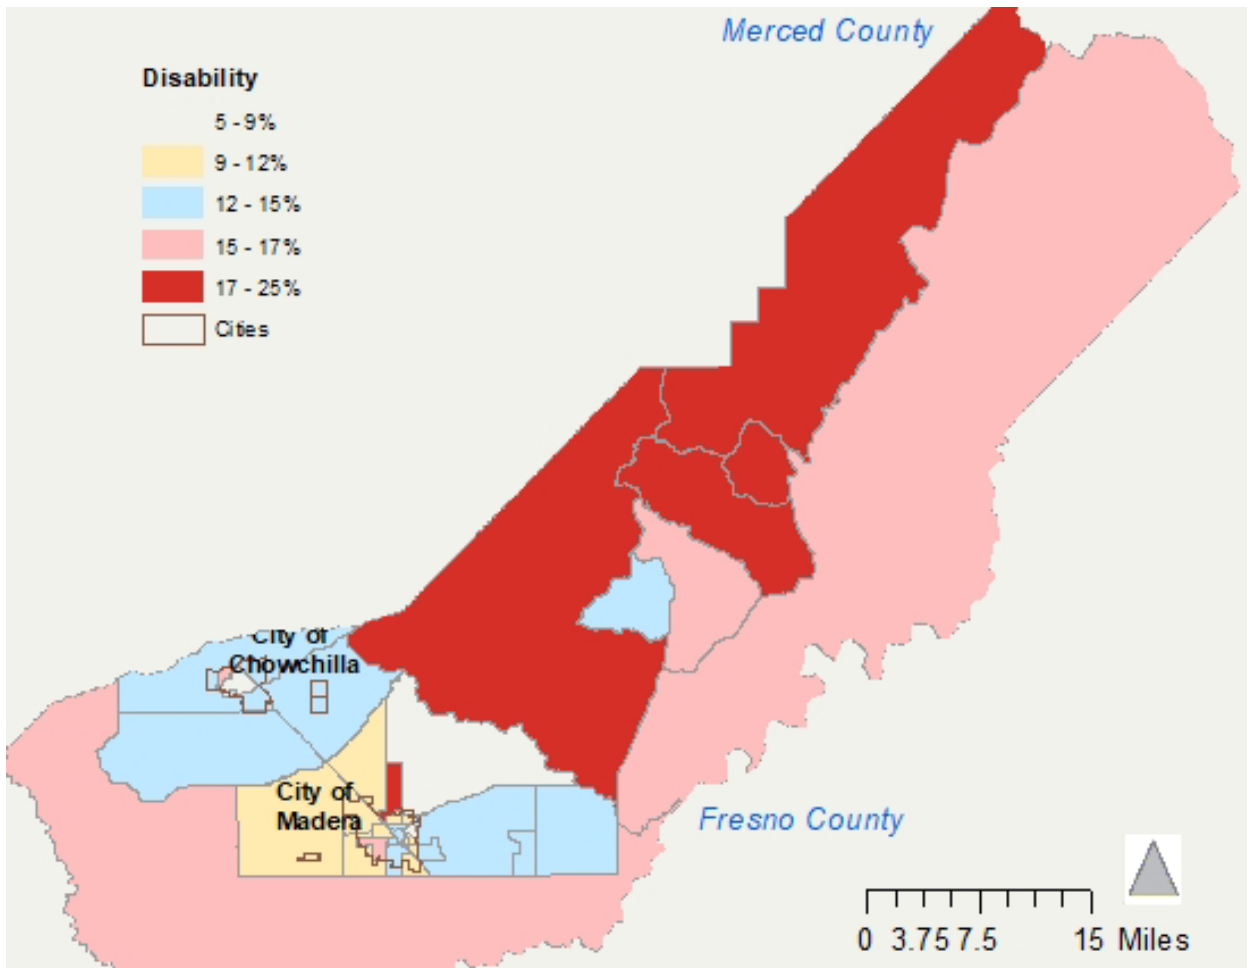 Merced County
Disability
5 - 9%
9 - 12%
12 - 15%
15 - 17%
17 - 25%
Cities
City of
Chowchilla
City of
Madera
Fresno County
0 3.75 7.5 15 Miles